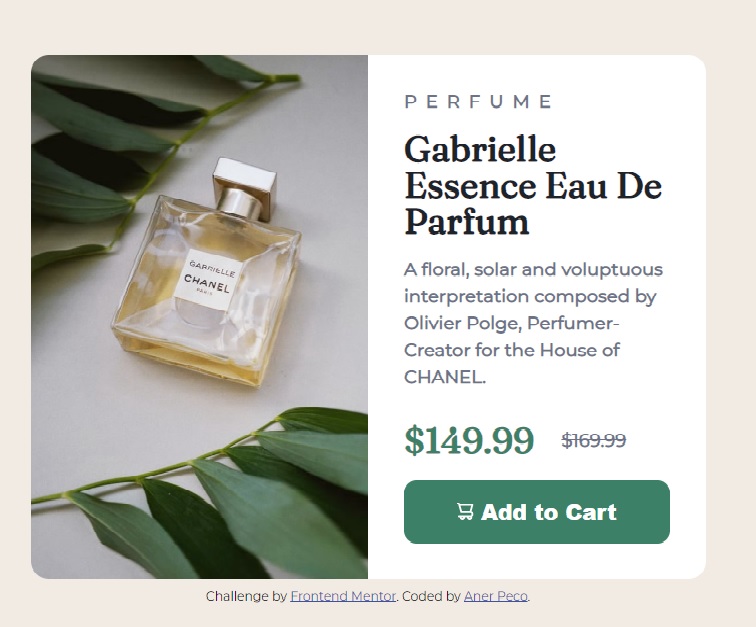 GABRIELLE
CHANEL
PARIS
PERFUME
Gabrielle
Essence Eau De
Parfum
A floral, solar and voluptuous
interpretation composed by
Olivier Polge, Perfumer-
Creator for the House of
CHANEL.
$149.99 $169.99
Add to Cart
Challenge by Frontend Mentor. Coded by Aner Peco.